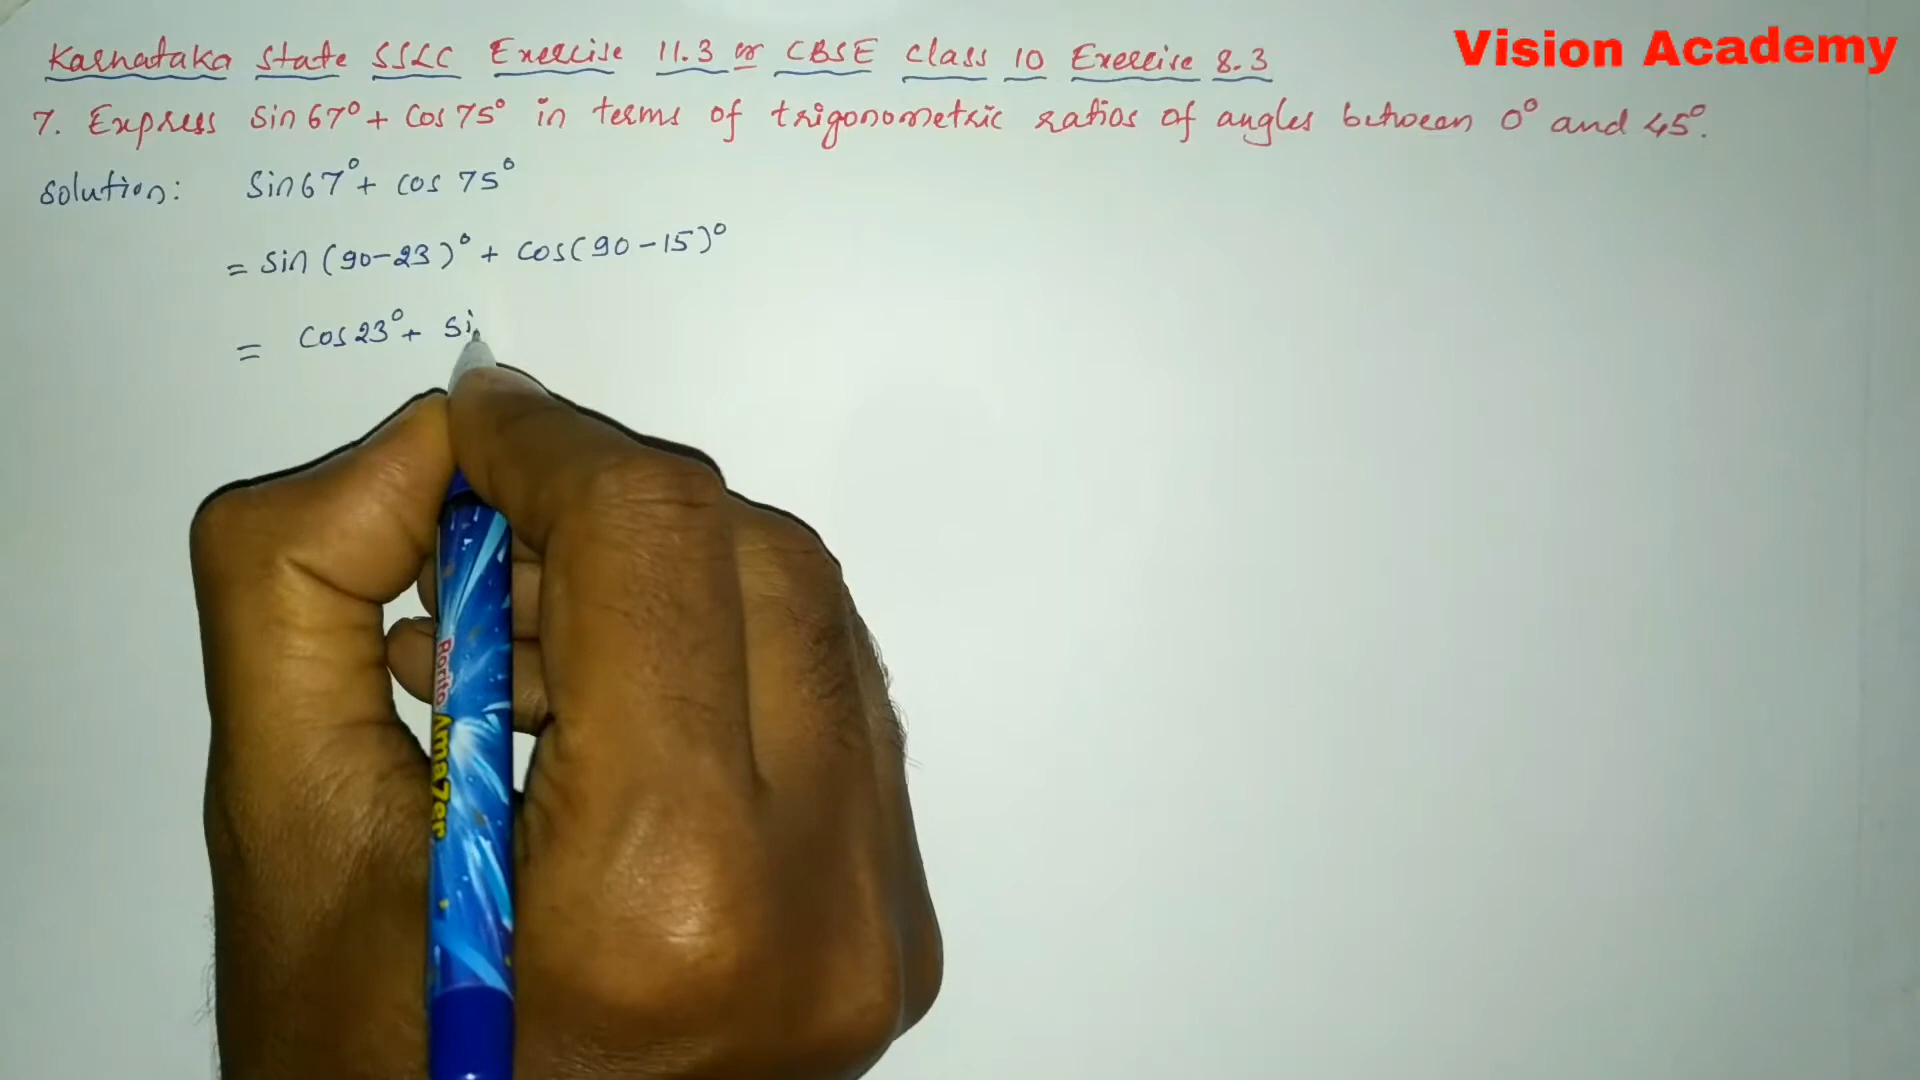 Vision Academy
Karnataka State SSLC Exercise 11.3 or CBSE Class 10 Exercise 8.3
7. Express Sin 67° + Cos 75° in terms of trigonometric ratios of angles between 0° and 45°.
Solution: Sin 67° + cos 75°
= Sin (90-23)° + cos(90-15)°
= Cos 23° + Si
Rorito Amazer